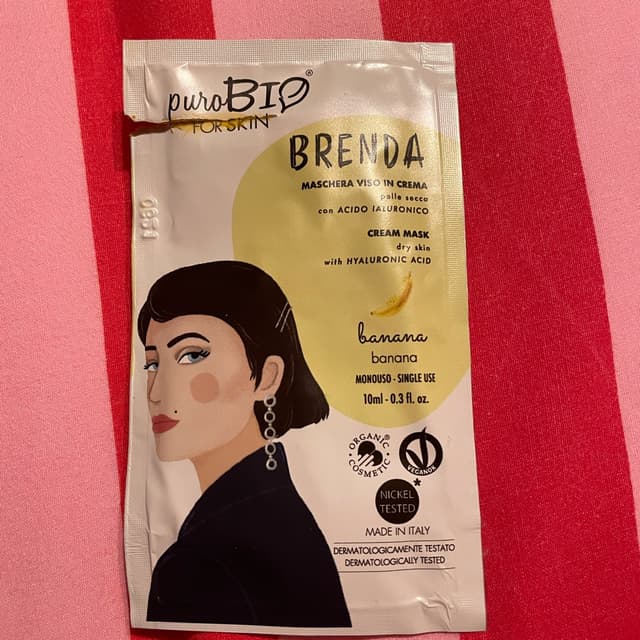 puroBIO®
FOR SKIN
BRENDA
MASCHERA VISO IN CREMA
pelle secca
con ACIDO IALURONICO
CREAM MASK
dry skin
with HYALURONIC ACID
banana
banana
MONOUSO - SINGLE USE
10ml - 0.3 fl. oz.
ORGANIC COSMETIC®
VEGANOK
*
NICKEL
TESTED
MADE IN ITALY
DERMATOLOGICAMENTE TESTATO
DERMATOLOGICALLY TESTED